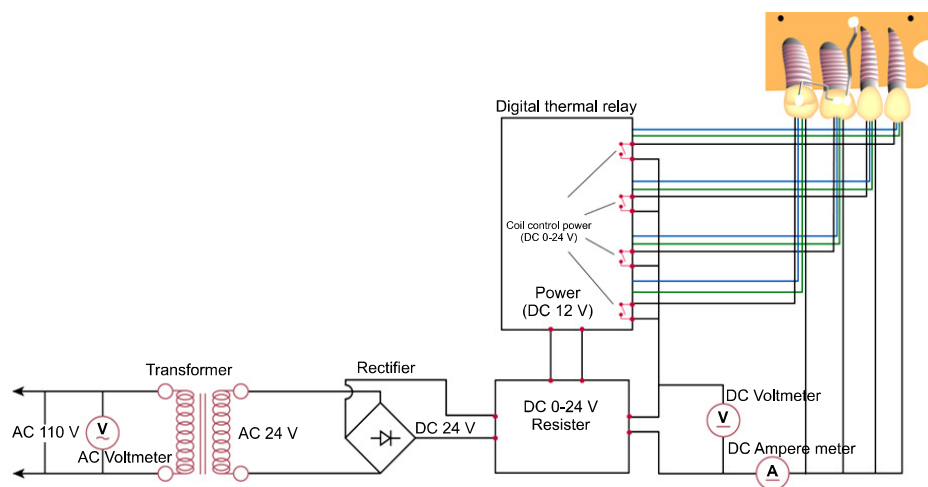 Digital thermal relay
Coil control power
(DC 0-24 V)
Power
(DC 12 V)
Transformer
Rectifier
AC 110 V
V
AC Voltmeter
AC 24 V
DC 24 V
DC 0-24 V
Resister
DC Voltmeter
V
DC Ampere meter
A